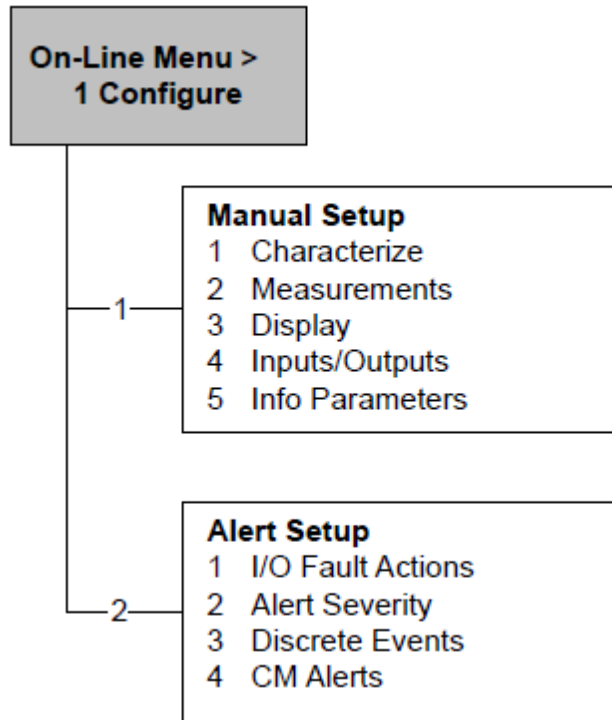 On-Line Menu >
1 Configure
1
Manual Setup
1 Characterize
2 Measurements
3 Display
4 Inputs/Outputs
5 Info Parameters
2
Alert Setup
1 I/O Fault Actions
2 Alert Severity
3 Discrete Events
4 CM Alerts